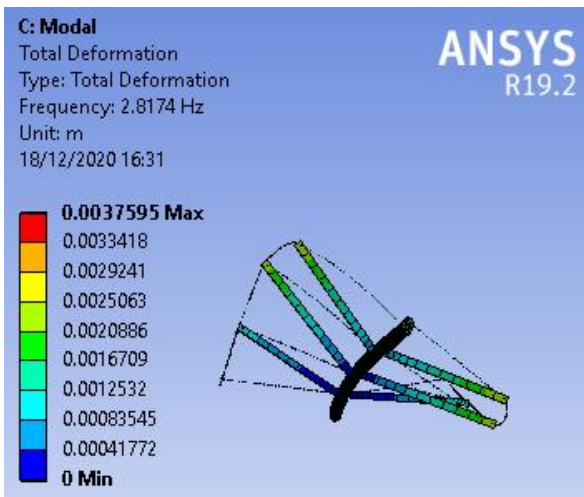 C: Modal
Total Deformation
Type: Total Deformation
Frequency: 2.8174 Hz
Unit: m
18/12/2020 16:31
ANSYS
R19.2
0.0037595 Max
0.0033418
0.0029241
0.0025063
0.0020886
0.0016709
0.0012532
0.00083545
0.00041772
0 Min